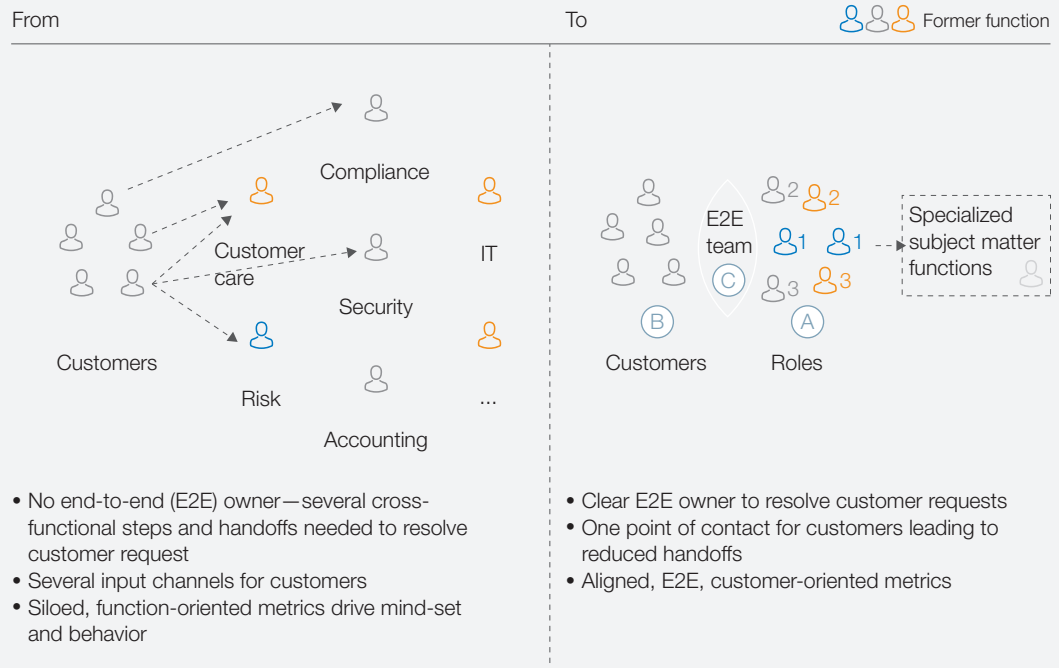 From
To
Former function
Compliance
Customer
care
IT
Security
Customers
Risk
...
Accounting
E2E
team
C
2
2
1
1
3
3
Specialized
subject matter
functions
B
A
Customers
Roles
• No end-to-end (E2E) owner—several cross-
functional steps and handoffs needed to resolve
customer request
• Several input channels for customers
• Siloed, function-oriented metrics drive mind-set
and behavior
• Clear E2E owner to resolve customer requests
• One point of contact for customers leading to
reduced handoffs
• Aligned, E2E, customer-oriented metrics